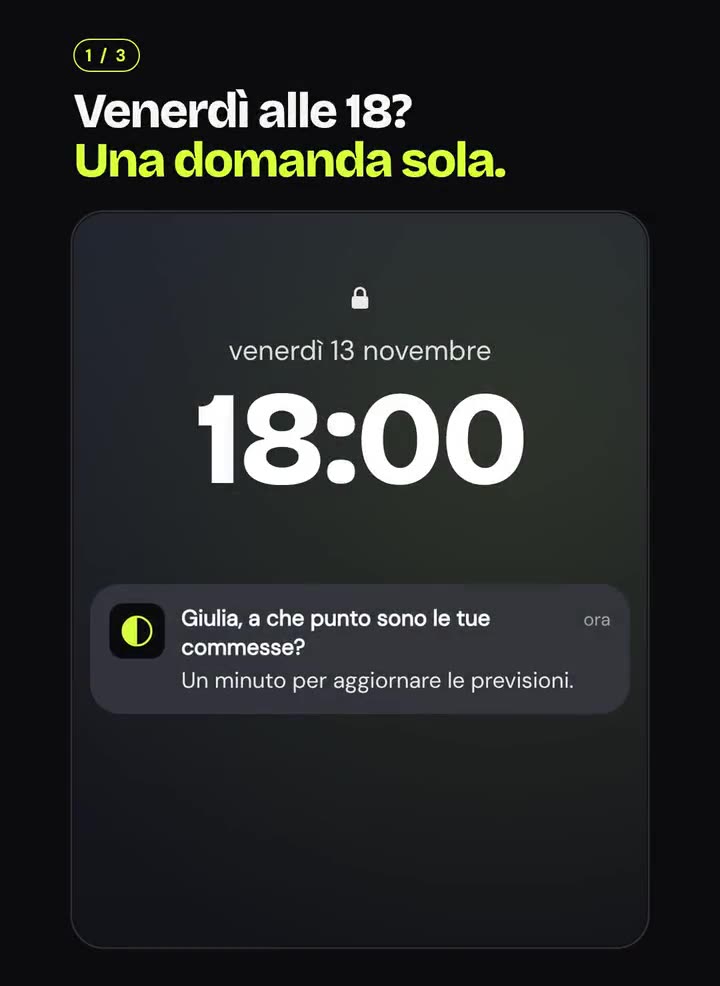 1 / 3
Venerdì alle 18?
Una domanda sola.
venerdì 13 novembre
18:00
Giulia, a che punto sono le tue
commesse?
ora
Un minuto per aggiornare le previsioni.